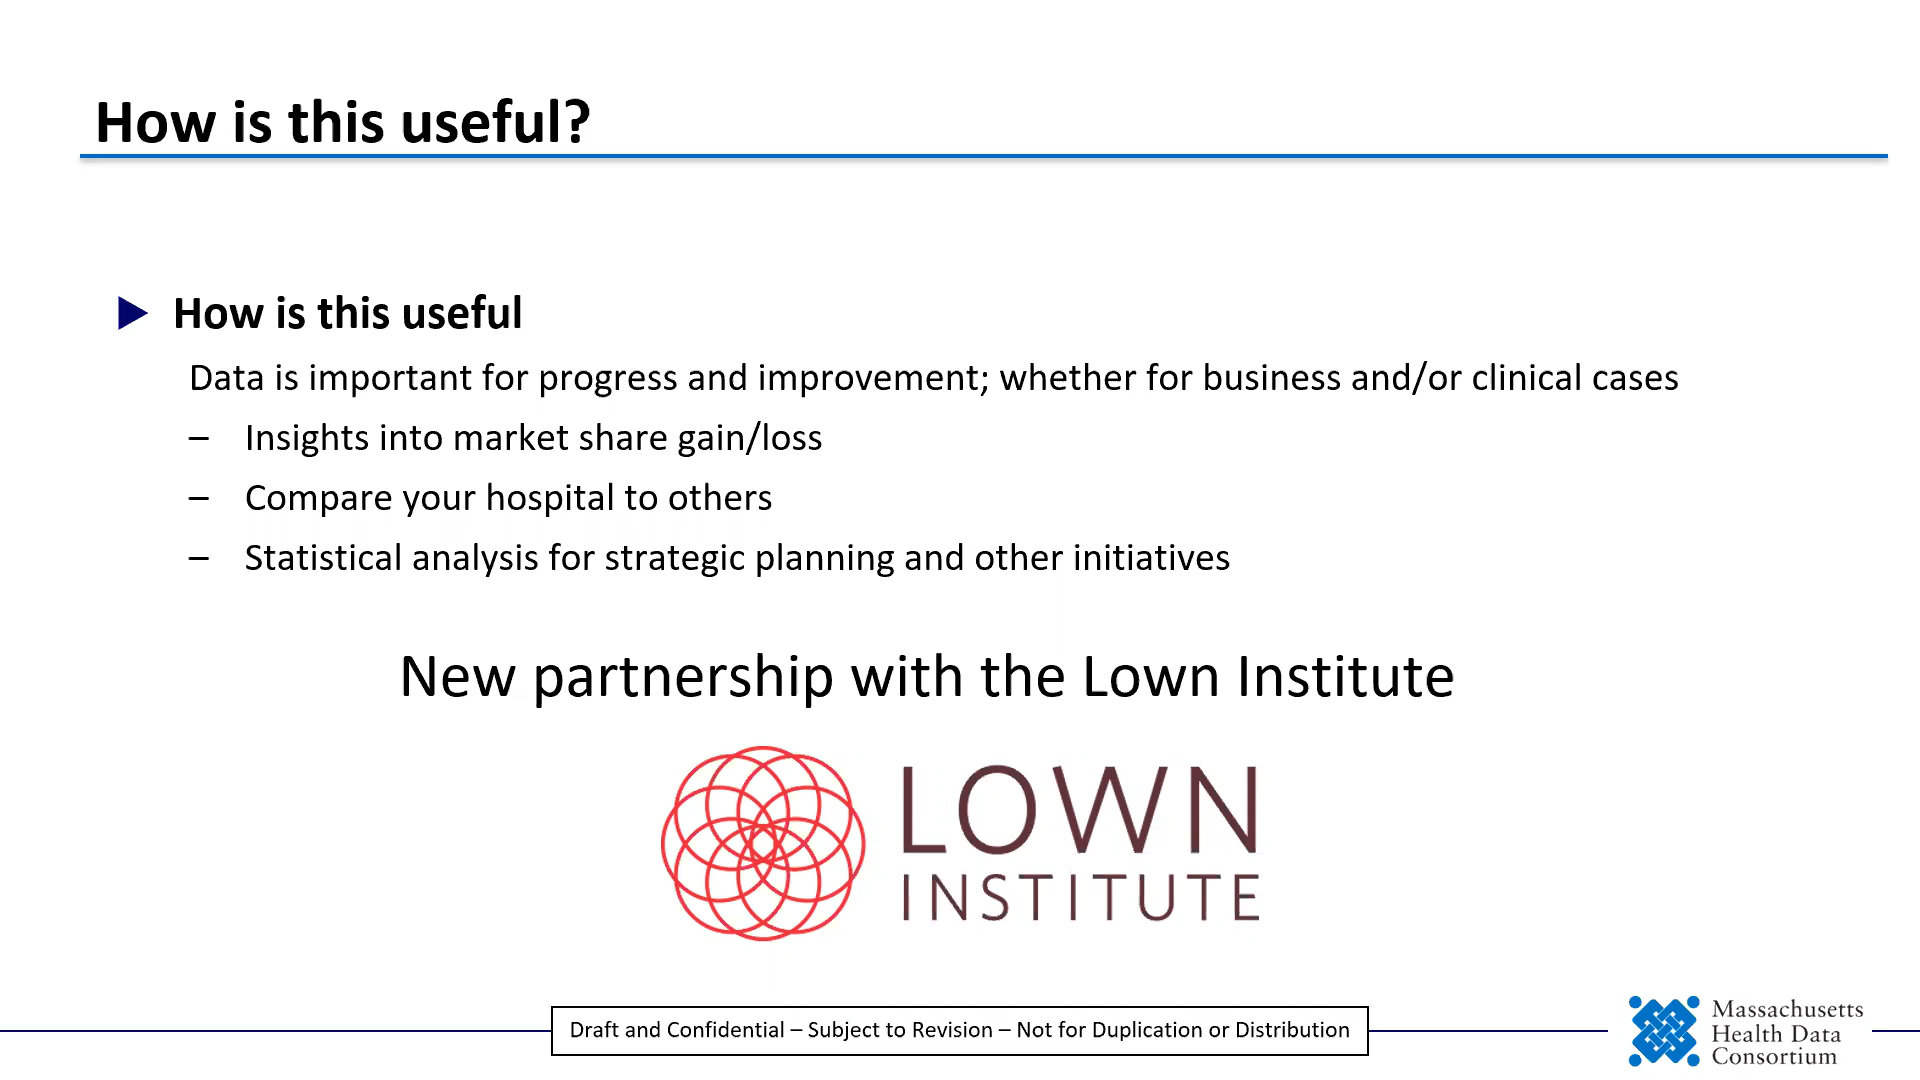 How is this useful?
How is this useful
Data is important for progress and improvement; whether for business and/or clinical cases
– Insights into market share gain/loss
– Compare your hospital to others
– Statistical analysis for strategic planning and other initiatives
New partnership with the Lown Institute
LOWN
INSTITUTE
Draft and Confidential – Subject to Revision – Not for Duplication or Distribution
Massachusetts
Health Data
Consortium